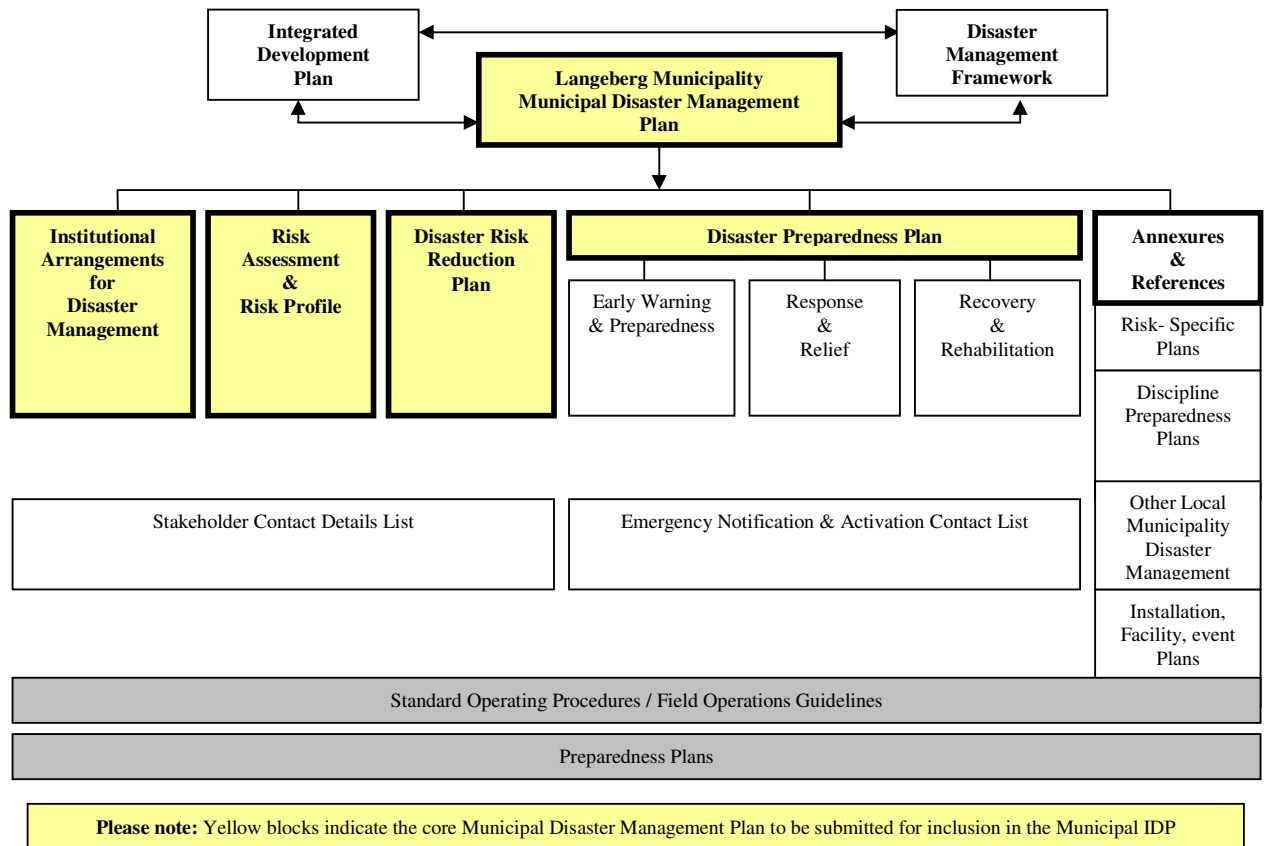 Integrated
Development
Plan
Disaster
Management
Framework
Langeberg Municipality
Municipal Disaster Management
Plan
Institutional
Arrangements
for
Disaster
Management
Risk
Assessment
&
Risk Profile
Disaster Risk
Reduction
Plan
Disaster Preparedness Plan
Early Warning
& Preparedness
Response
&
Relief
Recovery
&
Rehabilitation
Annexures
&
References
Risk- Specific
Plans
Discipline
Preparedness
Plans
Other Local
Municipality
Disaster
Management
Installation,
Facility, event
Plans
Stakeholder Contact Details List
Emergency Notification & Activation Contact List
Standard Operating Procedures / Field Operations Guidelines
Preparedness Plans
Please note: Yellow blocks indicate the core Municipal Disaster Management Plan to be submitted for inclusion in the Municipal IDP